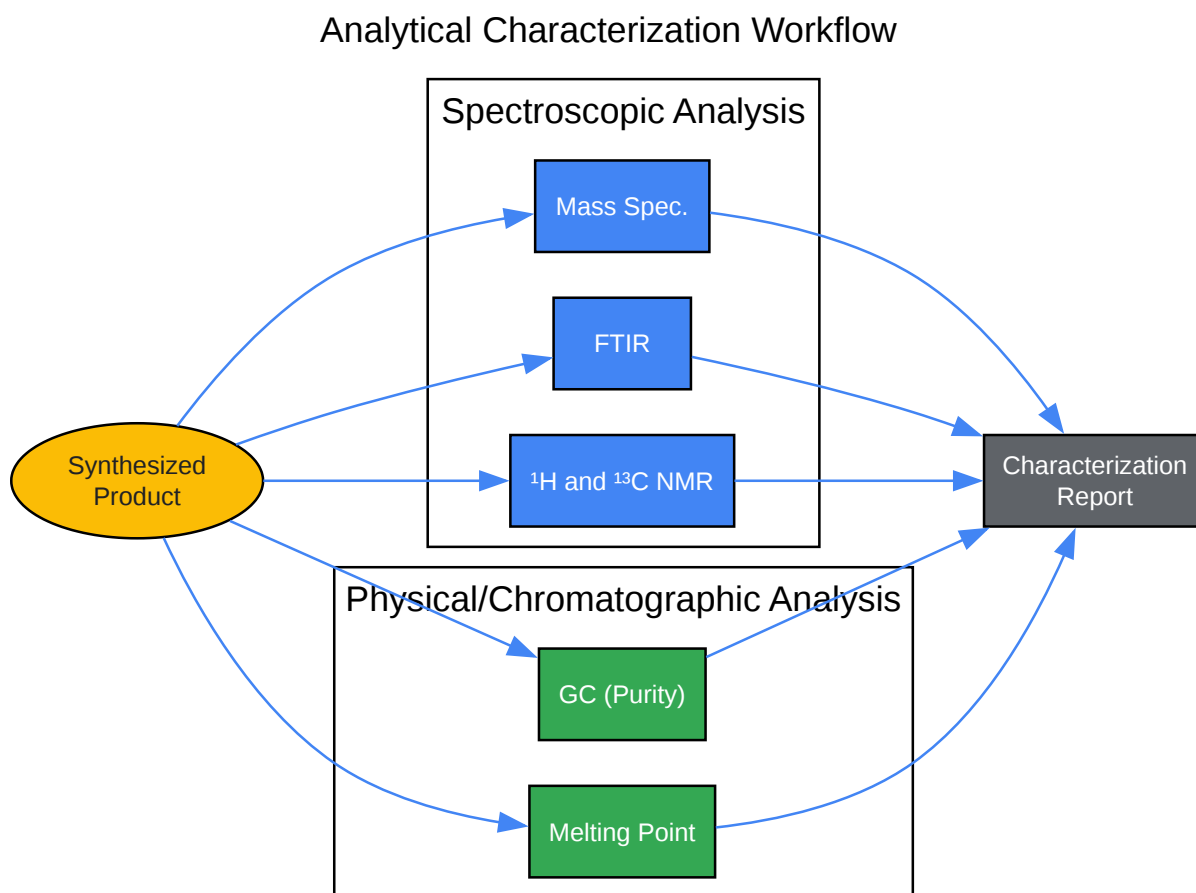 Analytical Characterization Workflow
Spectroscopic Analysis
Mass Spec.
FTIR
¹H and ¹³C NMR
Synthesized
Product
Characterization
Report
Physical/Chromatographic Analysis
GC (Purity)
Melting Point